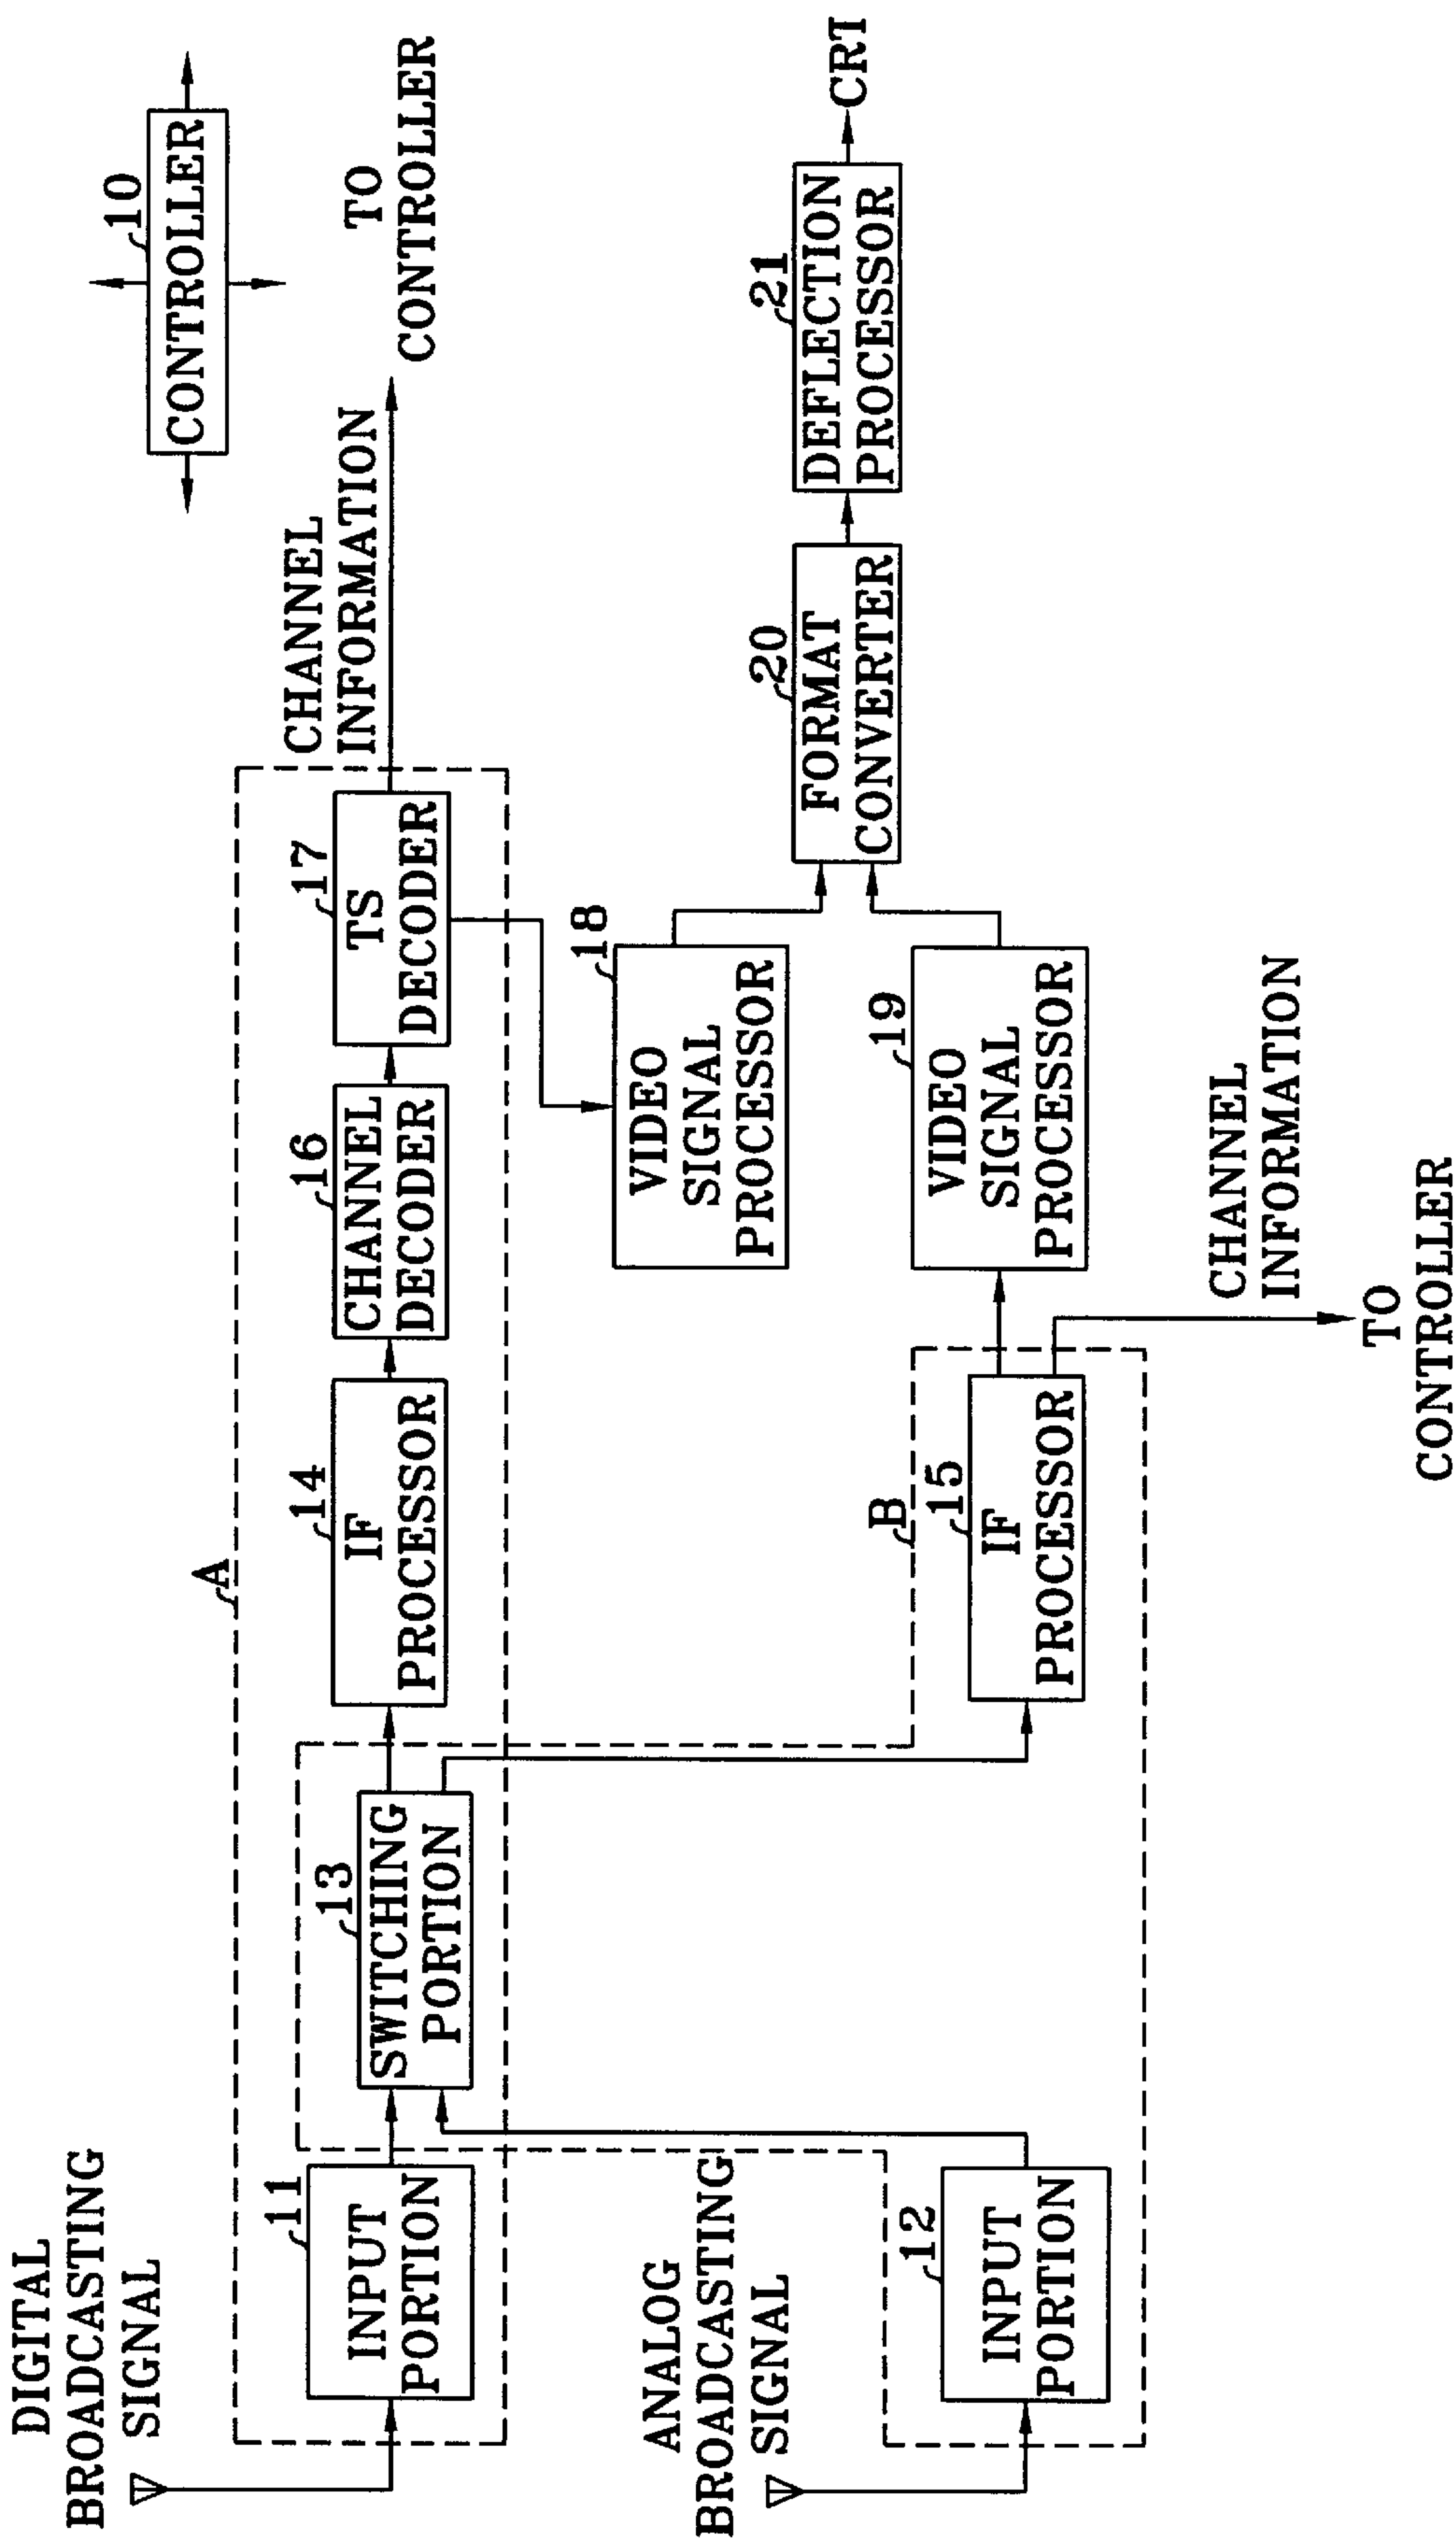 10
CONTROLLER
DIGITAL
BROADCASTING
SIGNAL
A
11
INPUT
PORTION
13
SWITCHING
PORTION
14
IF
PROCESSOR
16
CHANNEL
DECODER
17
TS
DECODER
CHANNEL
INFORMATION
TO
CONTROLLER
18
VIDEO
SIGNAL
PROCESSOR
20
FORMAT
CONVERTER
21
DEFLECTION
PROCESSOR
CRT
ANALOG
BROADCASTING
SIGNAL
12
INPUT
PORTION
B
15
IF
PROCESSOR
19
VIDEO
SIGNAL
PROCESSOR
CHANNEL
INFORMATION
TO
CONTROLLER